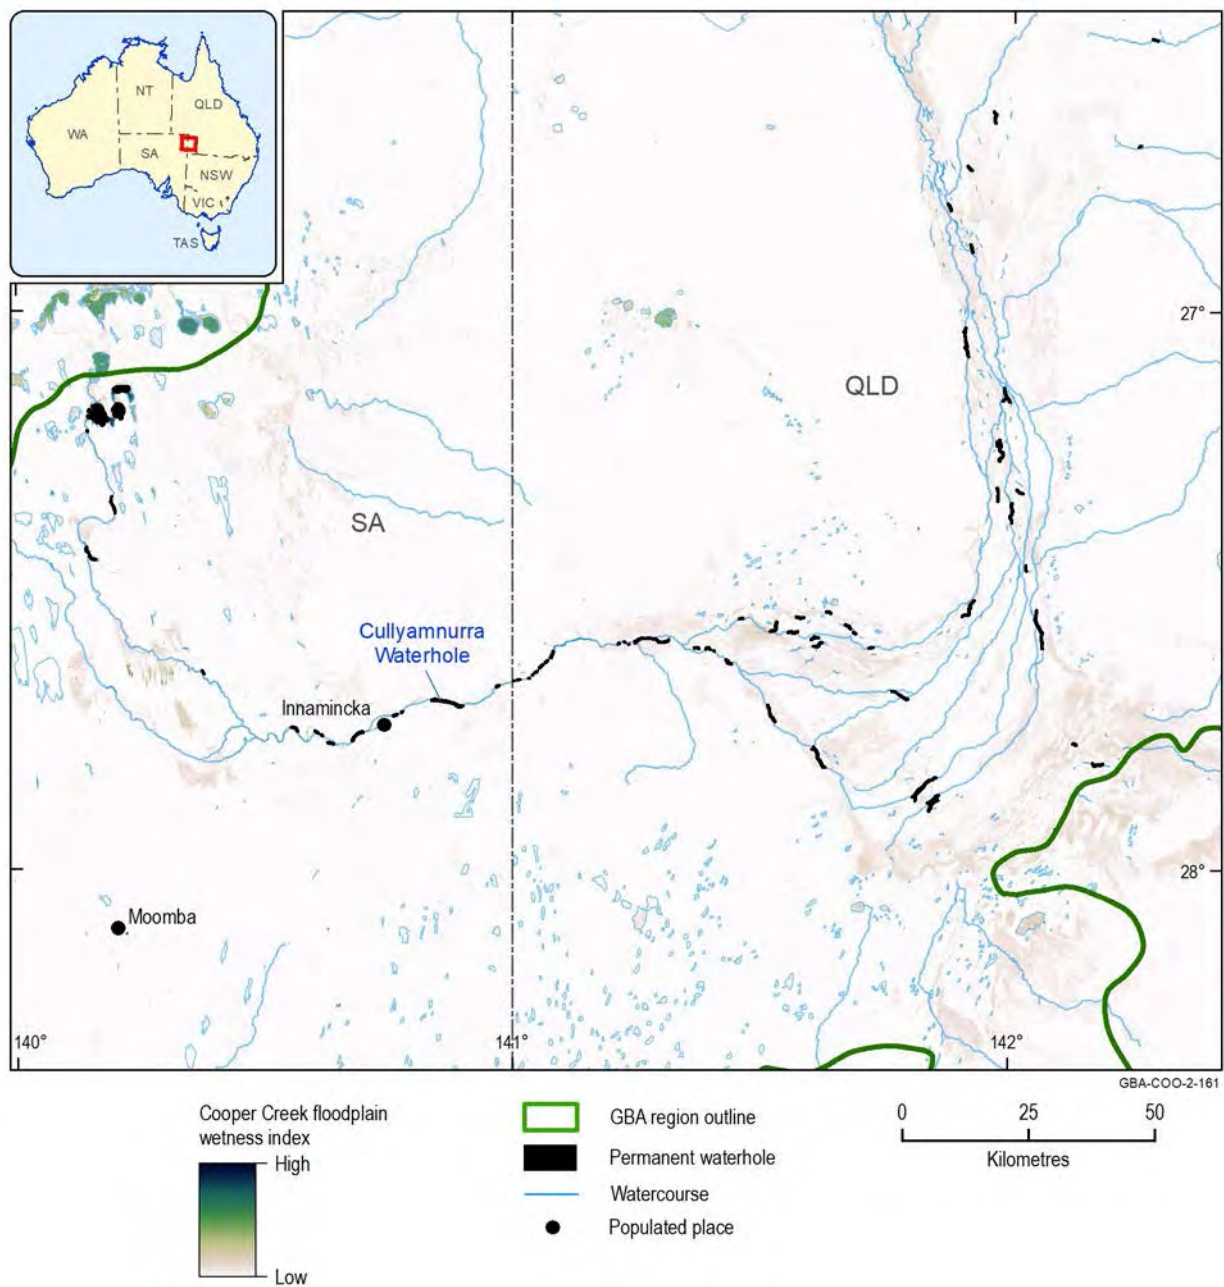 NT
QLD
WA
SA
NSW
VIC
TAS
27°
QLD
SA
Cullyamnurra
Waterhole
Innamincka
28°
Moomba
140°
141°
142°
GBA-COO-2-161
Cooper Creek floodplain
wetness index
High
Low
GBA region outline
Permanent waterhole
Watercourse
Populated place
0 25 50
Kilometres